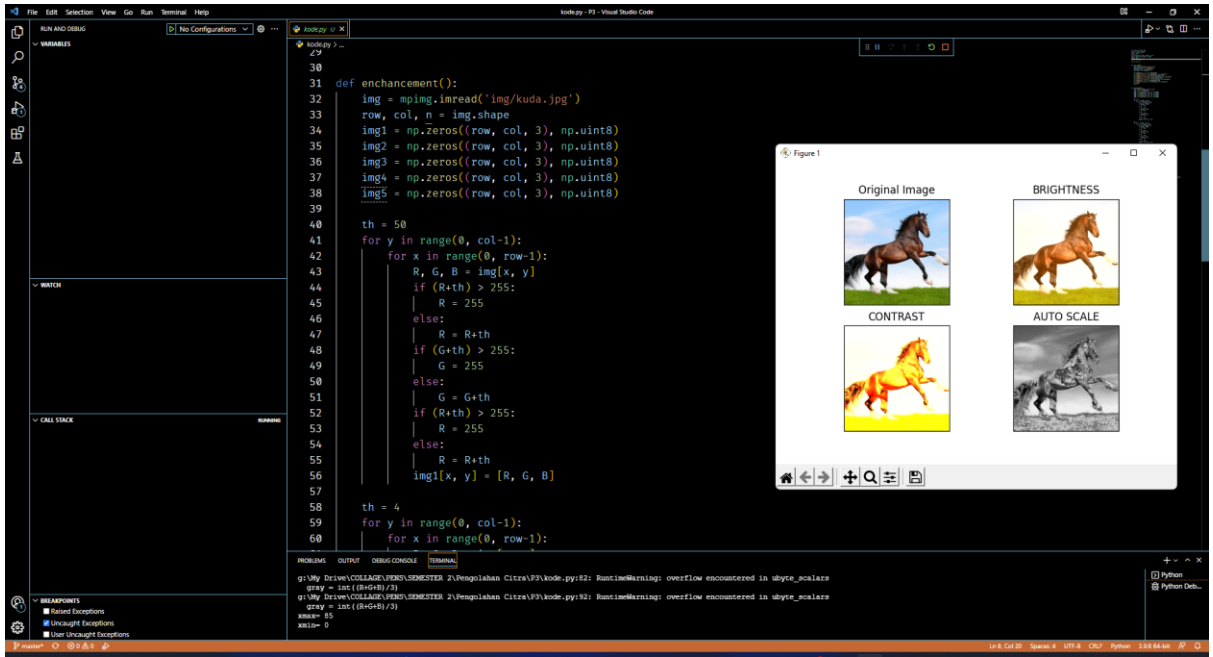 File Edit Selection View Go Run Terminal Help
kode.py - P3 - Visual Studio Code
RUN AND DEBUG
No Configurations
VARIABLES
WATCH
CALL STACK
RUNNING
BREAKPOINTS
Raised Exceptions
Uncaught Exceptions
User Uncaught Exceptions
kode.py U
kode.py > ...
29
30
31 def enchancement():
32 img = mpimg.imread('img/kuda.jpg')
33 row, col, n = img.shape
34 img1 = np.zeros((row, col, 3), np.uint8)
35 img2 = np.zeros((row, col, 3), np.uint8)
36 img3 = np.zeros((row, col, 3), np.uint8)
37 img4 = np.zeros((row, col, 3), np.uint8)
38 img5 = np.zeros((row, col, 3), np.uint8)
39
40 th = 50
41 for y in range(0, col-1):
42 for x in range(0, row-1):
43 R, G, B = img[x, y]
44 if (R+th) > 255:
45 R = 255
46 else:
47 R = R+th
48 if (G+th) > 255:
49 G = 255
50 else:
51 G = G+th
52 if (R+th) > 255:
53 R = 255
54 else:
55 R = R+th
56 img1[x, y] = [R, G, B]
57
58 th = 4
59 for y in range(0, col-1):
60 for x in range(0, row-1):
Figure 1
Original Image
BRIGHTNESS
CONTRAST
AUTO SCALE
PROBLEMS OUTPUT DEBUG CONSOLE TERMINAL
g:\My Drive\COLLAGE\PENS\SEMESTER 2\Pengolahan Citra\P3\kode.py:82: RuntimeWarning: overflow encountered in ubyte_scalars
gray = int((R+G+B)/3)
g:\My Drive\COLLAGE\PENS\SEMESTER 2\Pengolahan Citra\P3\kode.py:92: RuntimeWarning: overflow encountered in ubyte_scalars
gray = int((R+G+B)/3)
xmax= 85
xmin= 0
Python
Python Deb...
master* 0 0
Ln 8, Col 20 Spaces: 4 UTF-8 CRLF Python 3.9.6 64-bit